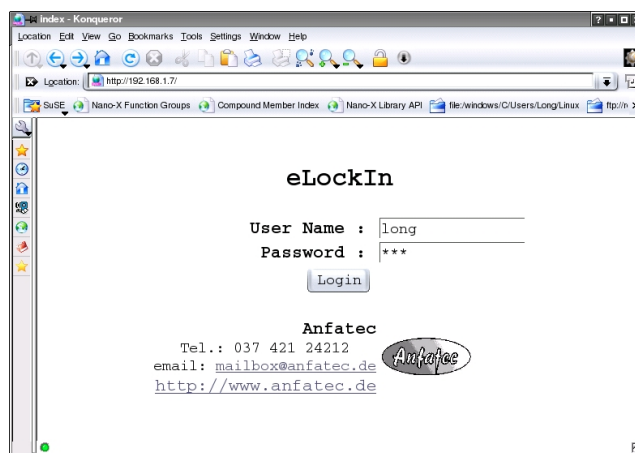 Index - Konqueror
Location Edit View Go Bookmarks Tools Settings Window Help
Location: http://192.168.1.7/
SuSE Nano-X Function Groups Compound Member Index Nano-X Library API file:/windows/C/Users/Long/Linux
eLockIn
User Name : long
Password : ***
Login
Anfatec
Tel.: 037 421 24212
email: mailbox@anfatec.de
http://www.anfatec.de
Anfatec